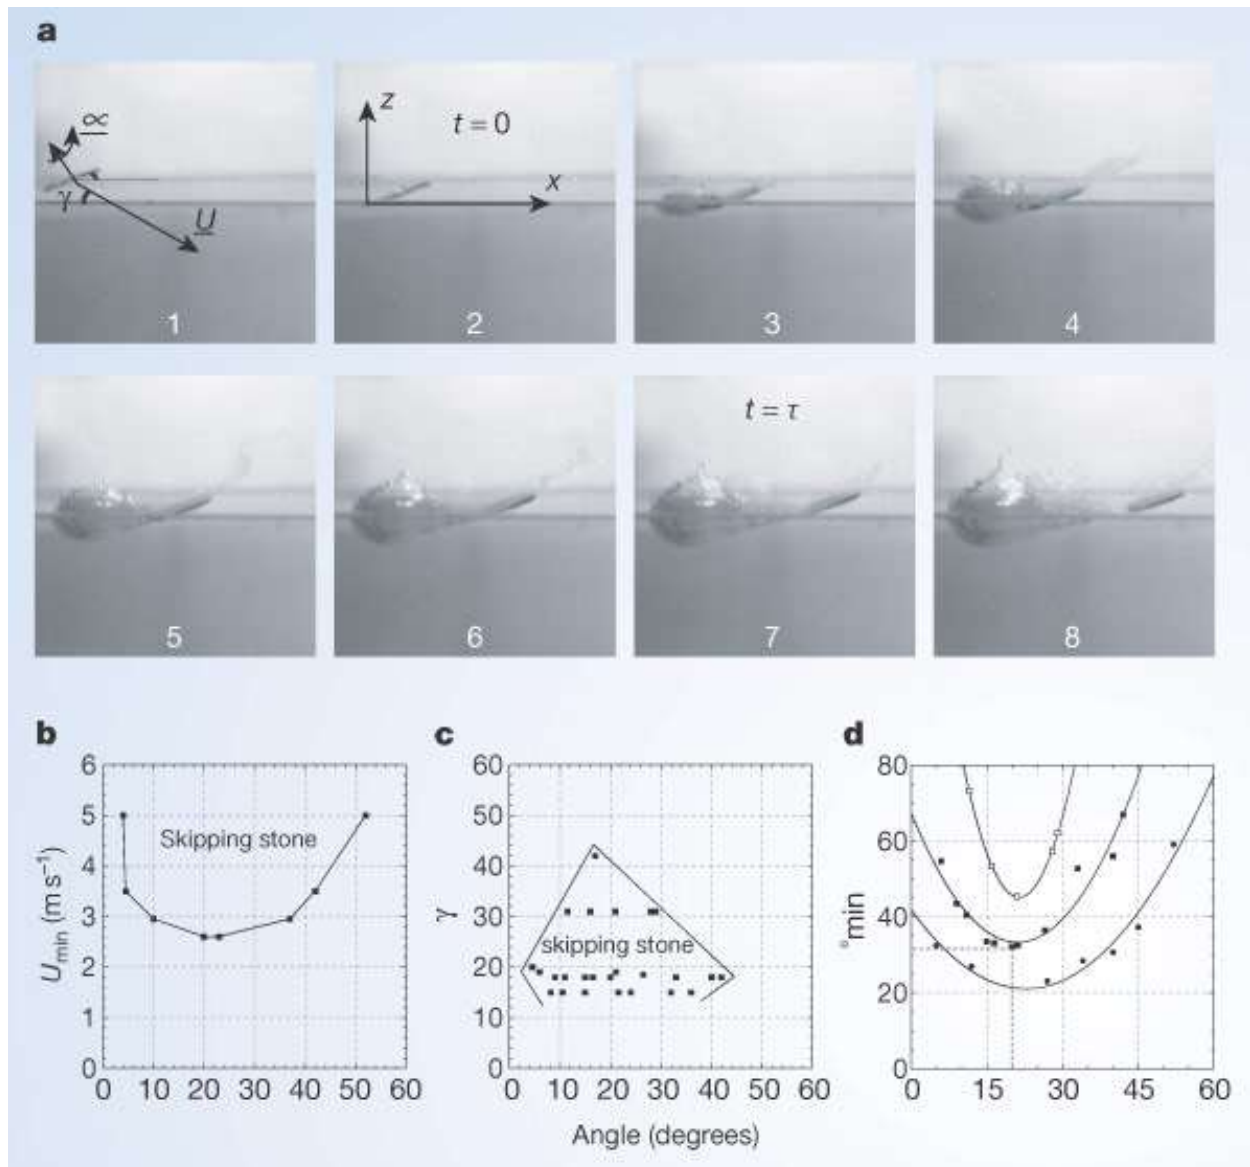 a
α
γ
U
1
z
t = 0
x
2
3
4
5
6
t = τ
7
8
b
6
5
4
3
2
1
0
U min (m s⁻¹)
Skipping stone
0 10 20 30 40 50 60
c
60
50
40
30
20
10
0
γ
skipping stone
0 10 20 30 40 50 60
Angle (degrees)
d
80
60
40
20
0
°min
0 15 30 45 60